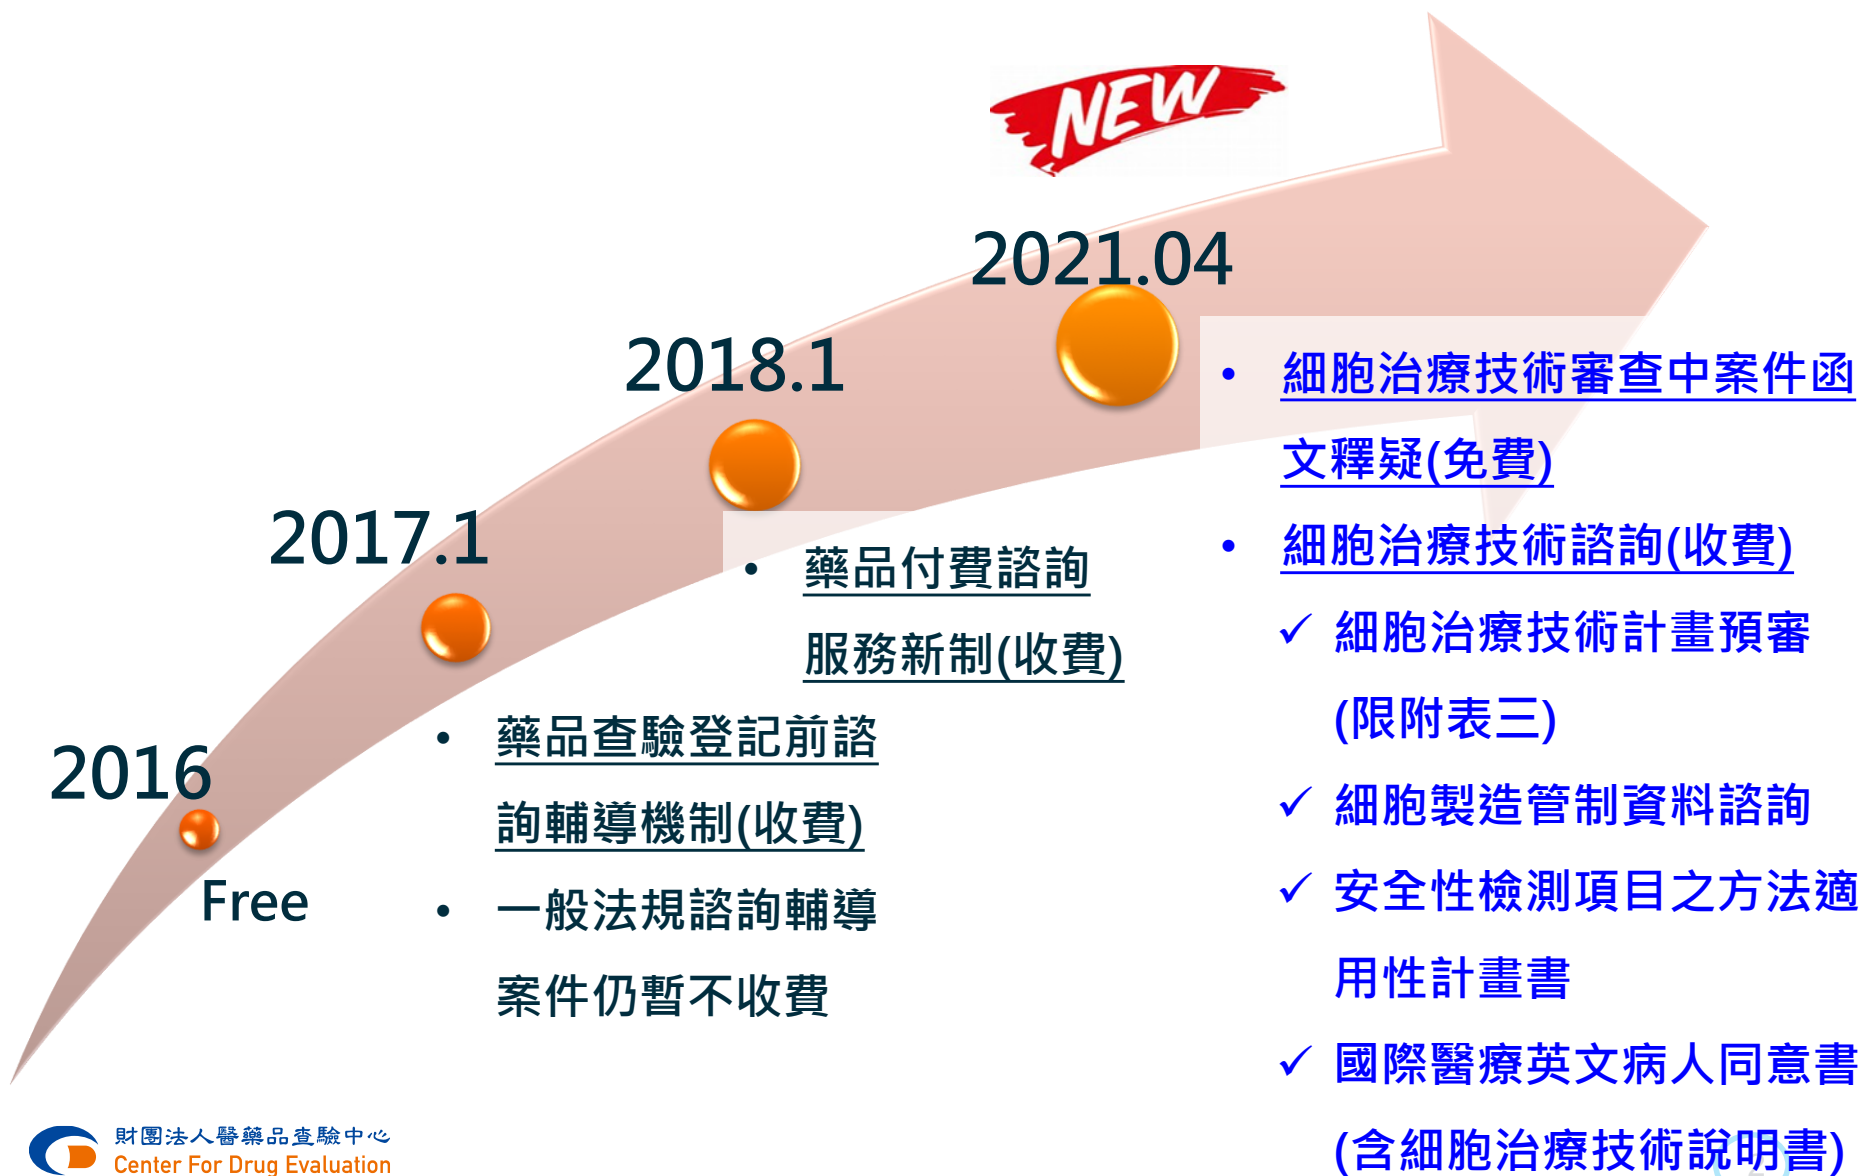 NEW
2021.04
• 細胞治療技術審查中案件函
文釋疑(免費)
• 細胞治療技術諮詢(收費)
✓ 細胞治療技術計畫預審
(限附表三)
✓ 細胞製造管制資料諮詢
✓ 安全性檢測項目之方法適
用性計畫書
✓ 國際醫療英文病人同意書
(含細胞治療技術說明書)
2018.1
• 藥品付費諮詢
服務新制(收費)
2017.1
• 藥品查驗登記前諮
詢輔導機制(收費)
• 一般法規諮詢輔導
案件仍暫不收費
2016
Free
財團法人醫藥品查驗中心
Center For Drug Evaluation